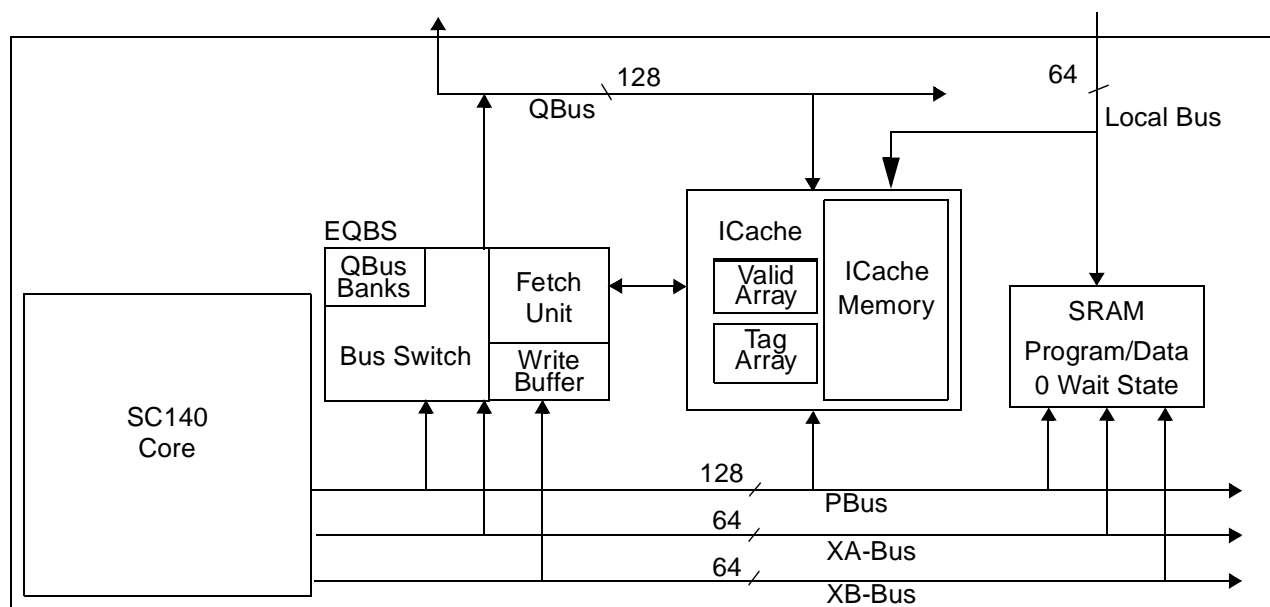 128
64
QBus
Local Bus
EQBS
QBus
Banks
Fetch
Unit
Bus Switch
Write
Buffer
ICache
Valid
Array
Tag
Array
ICache
Memory
SRAM
Program/Data
0 Wait State
SC140
Core
128
PBus
64
XA-Bus
64
XB-Bus